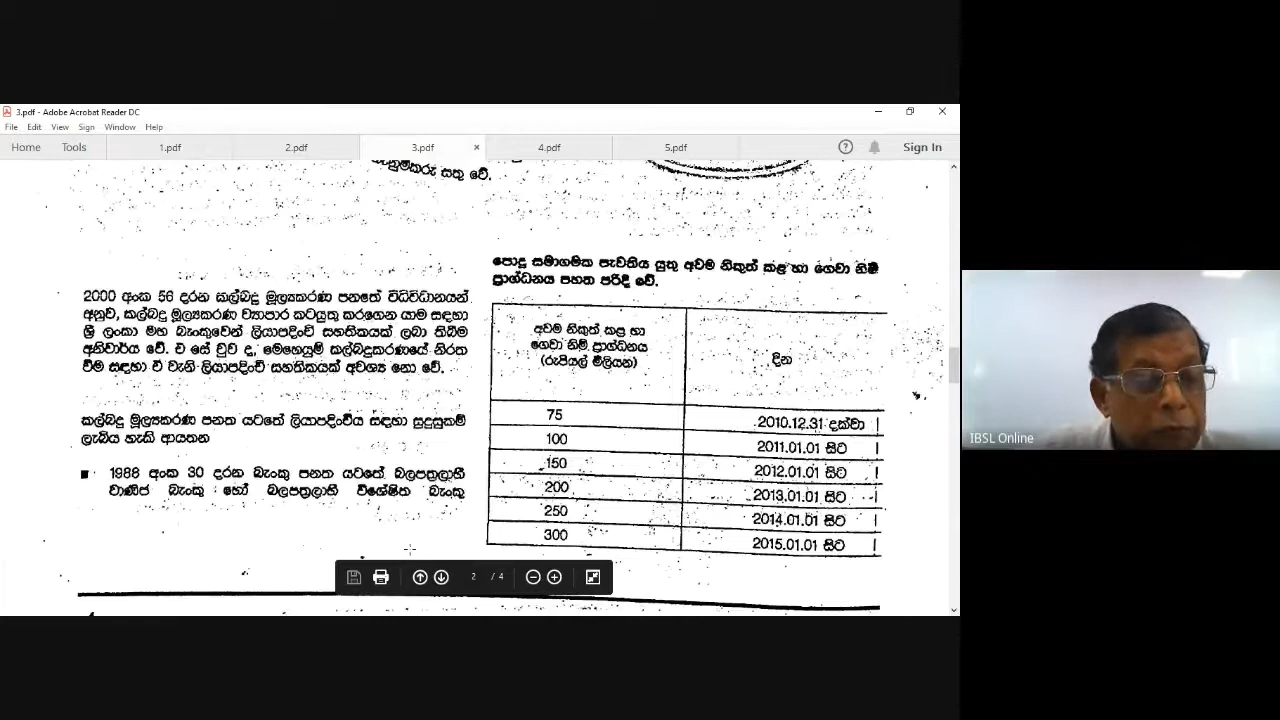 3.pdf - Adobe Acrobat Reader DC
File Edit View Sign Window Help
Home Tools 1.pdf 2.pdf 3.pdf × 4.pdf 5.pdf ? Sign In
සතු වේ.
2000 අංක 56 දරන කල්බදු මූල්‍යකරණ පනතේ විධිවිධානයන්
අනුව, කල්බදු මූල්‍යකරණ ව්‍යාපාර කටයුතු කරගෙන යාම සඳහා
ශ්‍රී ලංකා මහ බැංකුවෙන් ලියාපදිංචි සහතිකයක් ලබා තිබීම
අනිවාර්ය වේ. එ සේ වුව ද, මෙහෙයුම් කල්බදුකරණයේ නිරත
වීම සඳහා ඒ වැනි ලියාපදිංචි සහතිකයක් අවශ්‍ය නො වේ.
කල්බදු මූල්‍යකරණ පනත යටතේ ලියාපදිංචිය සඳහා සුදුසුකම්
ලැබිය හැකි ආයතන
■ 1988 අංක 30 දරන බැංකු පනත යටතේ බලපත්‍රලාභී
වාණිජ බැංකු හෝ බලපත්‍රලාභී විශේෂිත බැංකු
පොදු සමාගමක පැවතිය යුතු අවම නිකුත් කළ හා ගෙවා නිමි
ප්‍රාග්ධනය පහත පරිදි වේ.
අවම නිකුත් කළ හා
ගෙවා නිමි ප්‍රාග්ධනය
(රුපියල් මිලියන)
දින
75 2010.12.31 දක්වා
100 2011.01.01 සිට
150 2012.01.01 සිට
200 2013.01.01 සිට
250 2014.01.01 සිට
300 2015.01.01 සිට
2 / 4
IBSL Online